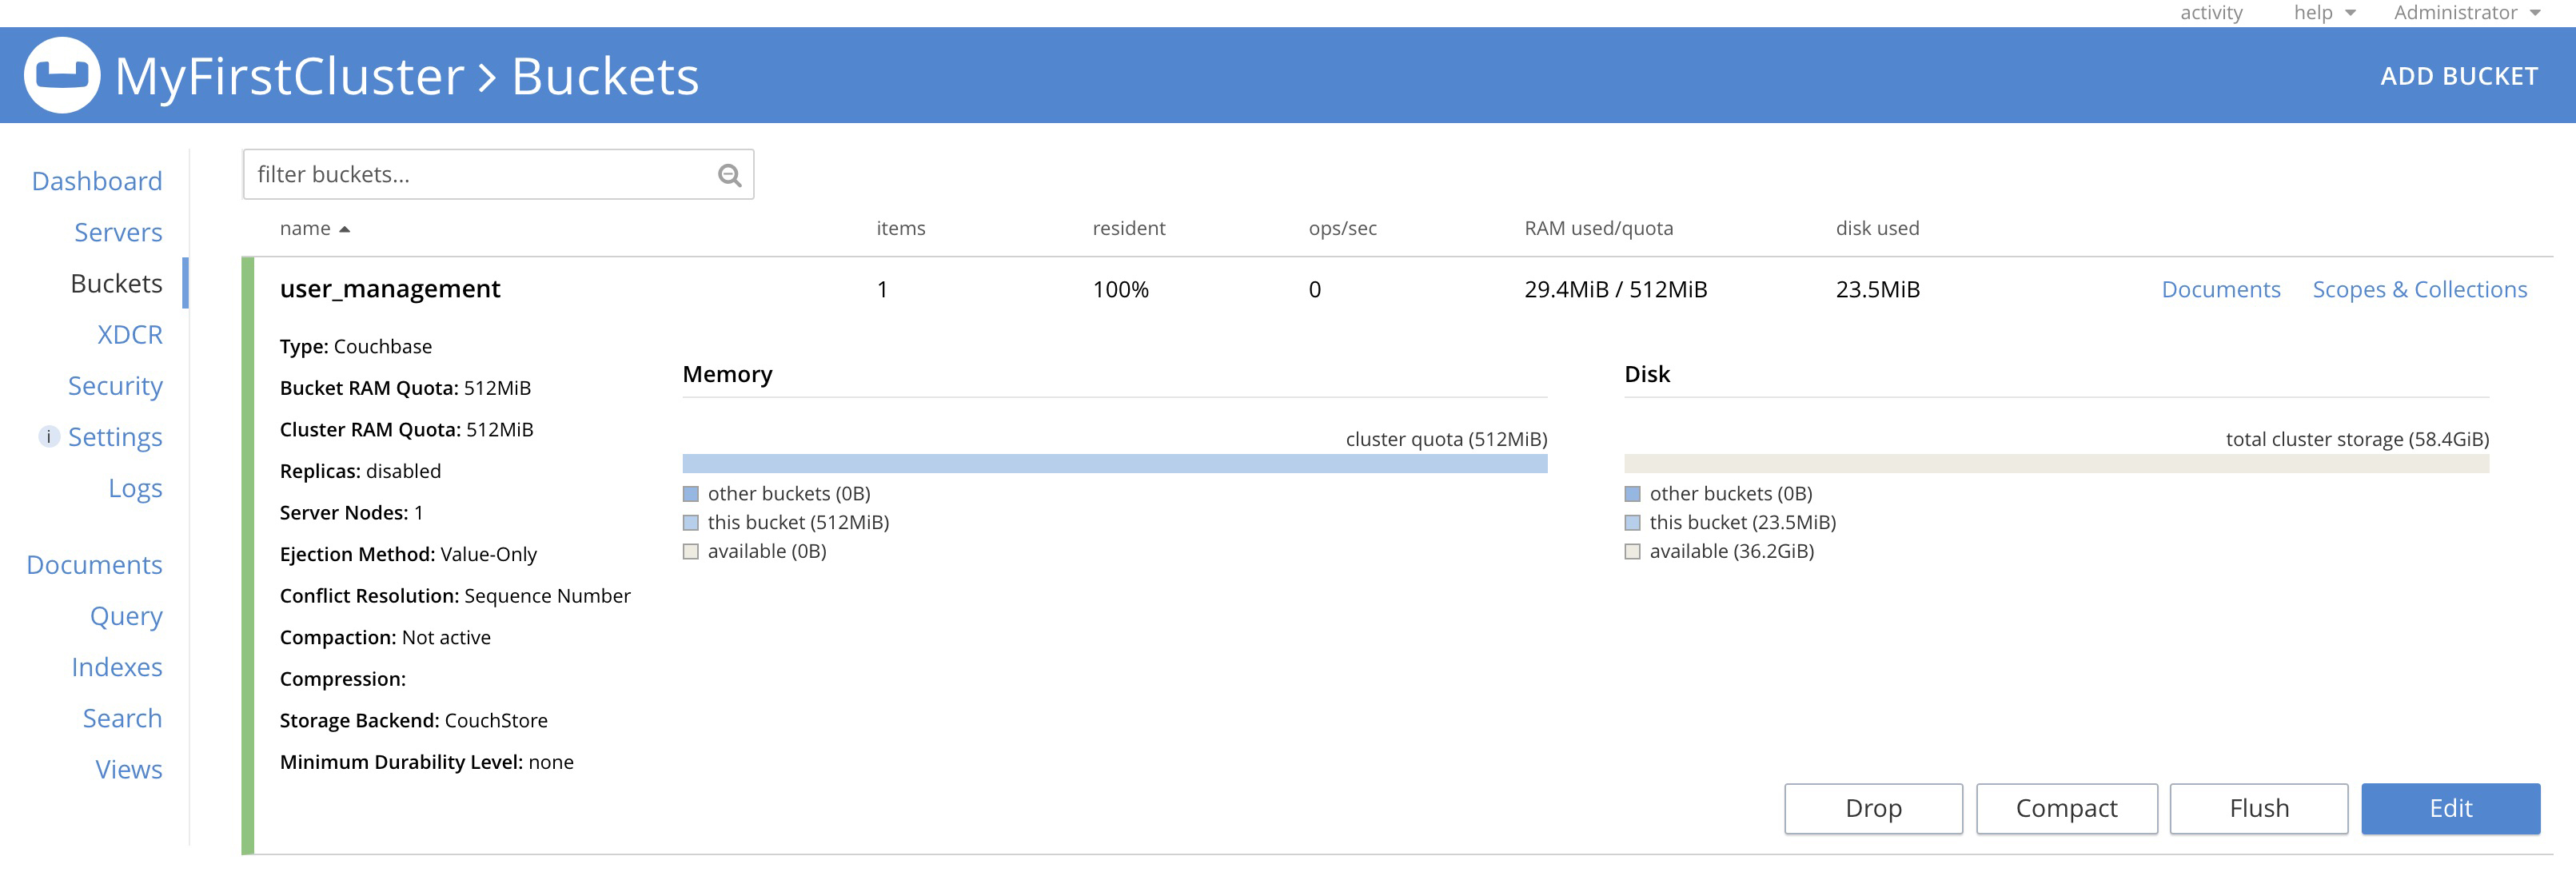 activity help Administrator
MyFirstCluster > Buckets ADD BUCKET
Dashboard
Servers
Buckets
XDCR
Security
i Settings
Logs
Documents
Query
Indexes
Search
Views
filter buckets...
name items resident ops/sec RAM used/quota disk used
user_management 1 100% 0 29.4MiB / 512MiB 23.5MiB Documents Scopes & Collections
Type: Couchbase
Bucket RAM Quota: 512MiB
Cluster RAM Quota: 512MiB
Replicas: disabled
Server Nodes: 1
Ejection Method: Value-Only
Conflict Resolution: Sequence Number
Compaction: Not active
Compression:
Storage Backend: CouchStore
Minimum Durability Level: none
Memory
cluster quota (512MiB)
other buckets (0B)
this bucket (512MiB)
available (0B)
Disk
total cluster storage (58.4GiB)
other buckets (0B)
this bucket (23.5MiB)
available (36.2GiB)
Drop Compact Flush Edit